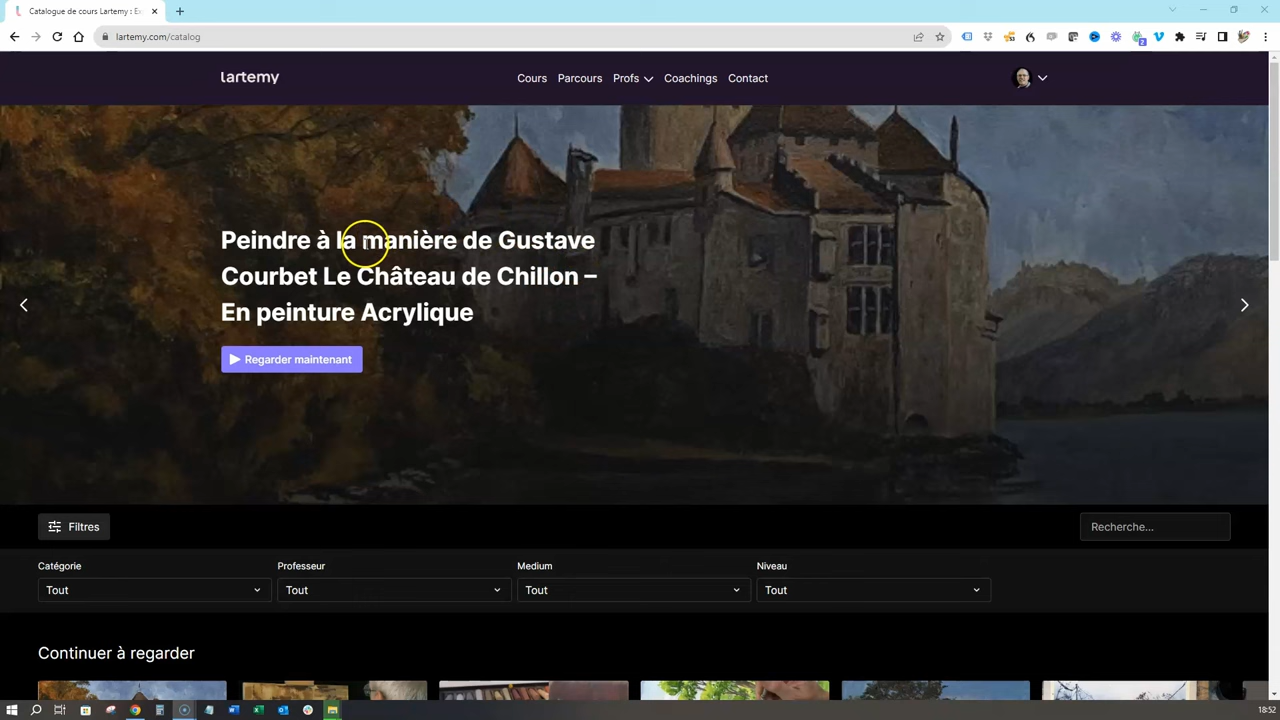 Catalogue de cours Lartemy : E
lartemy.com/catalog
53
2
lartemy
Cours Parcours Profs Coachings Contact
Peindre à la manière de Gustave
Courbet Le Château de Chillon –
En peinture Acrylique
Regarder maintenant
Filtres
Recherche...
Catégorie Professeur Medium Niveau
Tout Tout Tout Tout
Continuer à regarder
18:52